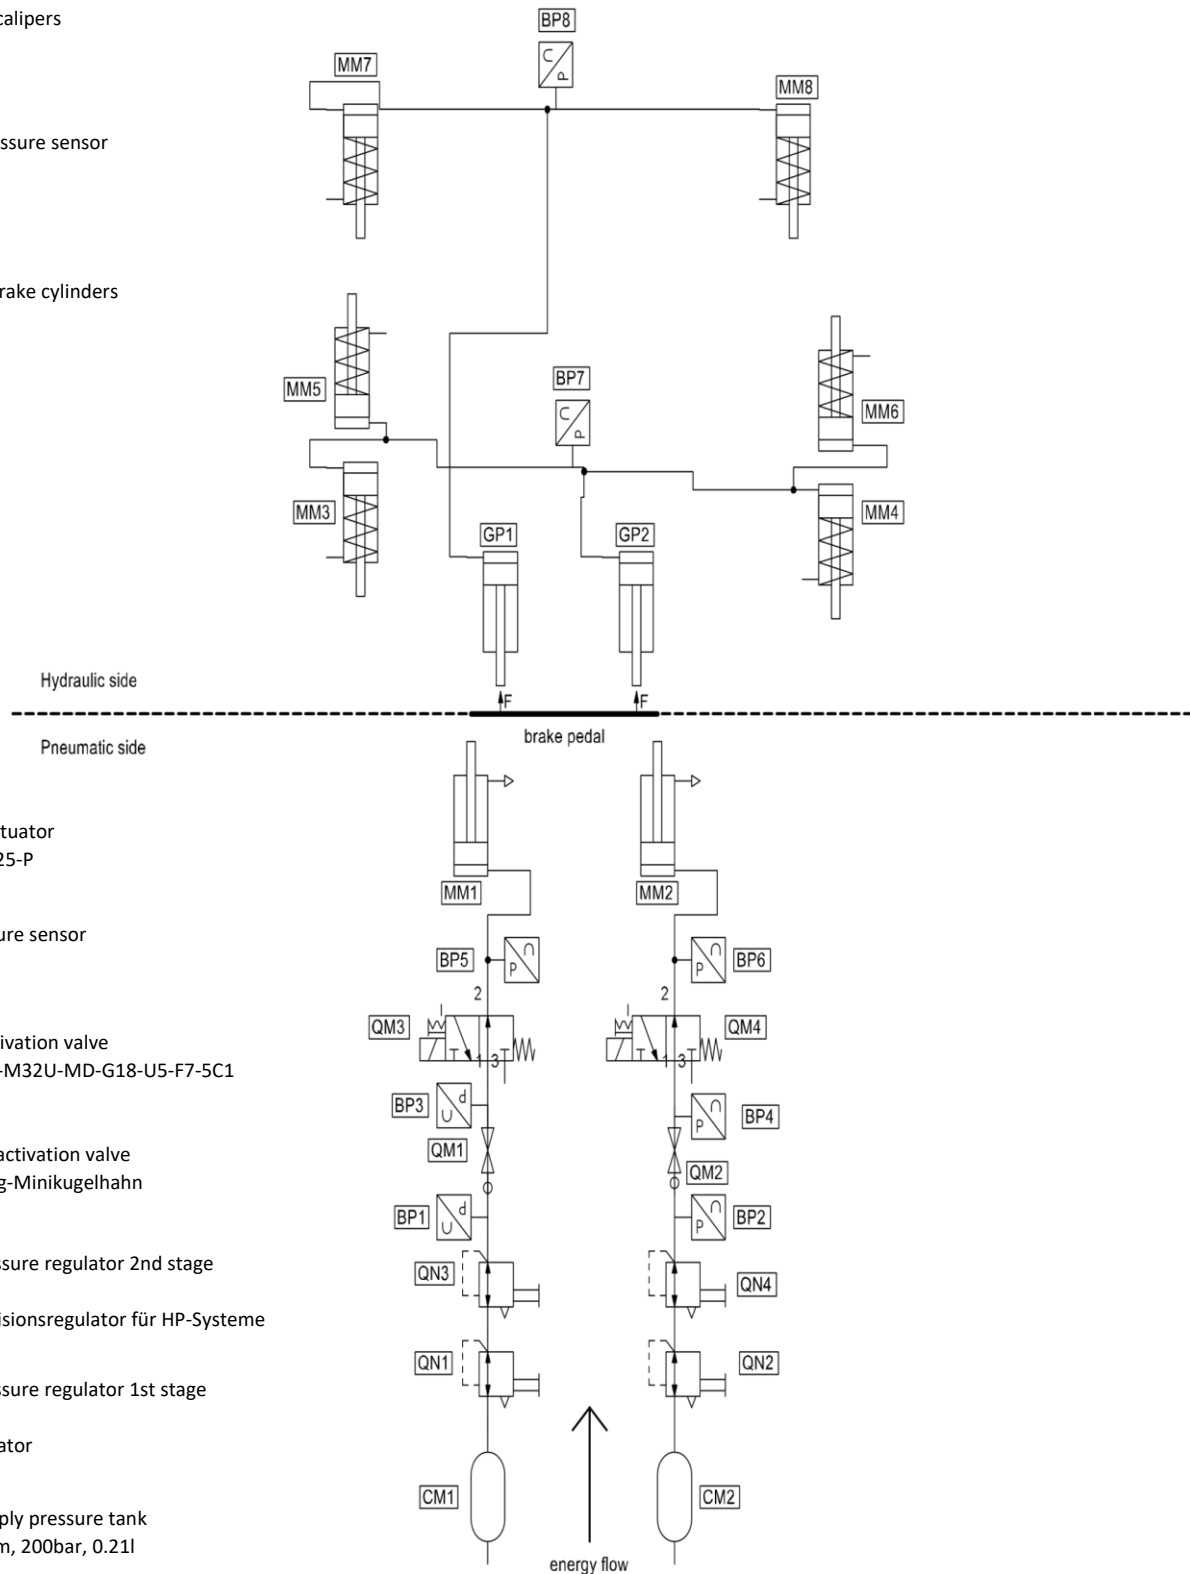 calipers
BP8
MM7
MM8
ssure sensor
rake cylinders
MM5
BP7
MM6
MM3
MM4
GP1
GP2
Hydraulic side
F
F
brake pedal
Pneumatic side
tuator
25-P
MM1
MM2
ure sensor
BP5
P
P
BP6
2
2
QM3
1
3
1
3
QM4
ivation valve
-M32U-MD-G18-U5-F7-5C1
BP3
P
BP4
QM1
activation valve
QM2
g-Minikugelhahn
BP1
P
BP2
ssure regulator 2nd stage
QN3
QN4
isionsregulator für HP-Systeme
QN1
QN2
ssure regulator 1st stage
ator
CM1
CM2
ply pressure tank
m, 200bar, 0.21l
energy flow